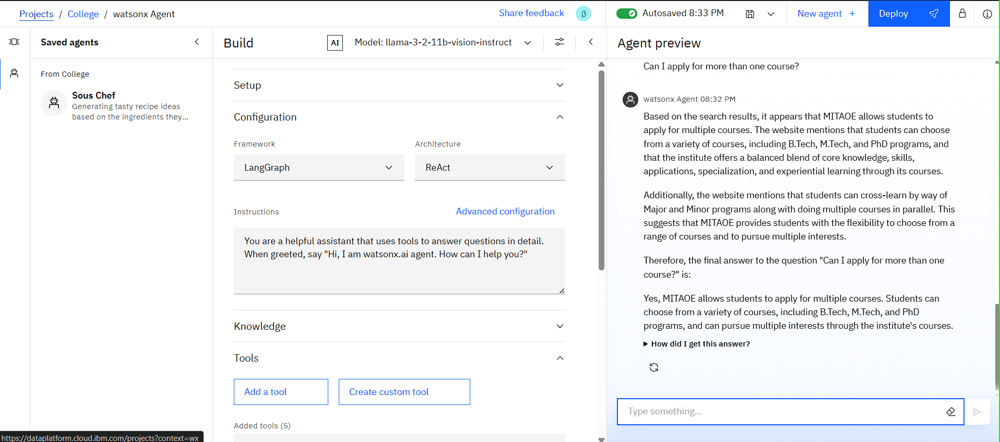 Projects / College / watsonx Agent
Share feedback β Autosaved 8:33 PM New agent + Deploy
Saved agents
From College
Sous Chef
Generating tasty recipe ideas
based on the ingredients they...
Build AI Model: llama-3-2-11b-vision-instruct
Setup
Configuration
Framework Architecture
LangGraph ReAct
Instructions Advanced configuration
You are a helpful assistant that uses tools to answer questions in detail.
When greeted, say "Hi, I am watsonx.ai agent. How can I help you?"
Knowledge
Tools
Add a tool Create custom tool
Added tools (5)
Agent preview
Can I apply for more than one course?
watsonx Agent 08:32 PM
Based on the search results, it appears that MITAOE allows students to
apply for multiple courses. The website mentions that students can choose
from a variety of courses, including B.Tech, M.Tech, and PhD programs, and
that the institute offers a balanced blend of core knowledge, skills,
applications, specialization, and experiential learning through its courses.
Additionally, the website mentions that students can cross-learn by way of
Major and Minor programs along with doing multiple courses in parallel. This
suggests that MITAOE provides students with the flexibility to choose from a
range of courses and to pursue multiple interests.
Therefore, the final answer to the question "Can I apply for more than one
course?" is:
Yes, MITAOE allows students to apply for multiple courses. Students can
choose from a variety of courses, including B.Tech, M.Tech, and PhD
programs, and can pursue multiple interests through the institute's courses.
How did I get this answer?
Type something...
https://dataplatform.cloud.ibm.com/projects?context=wx